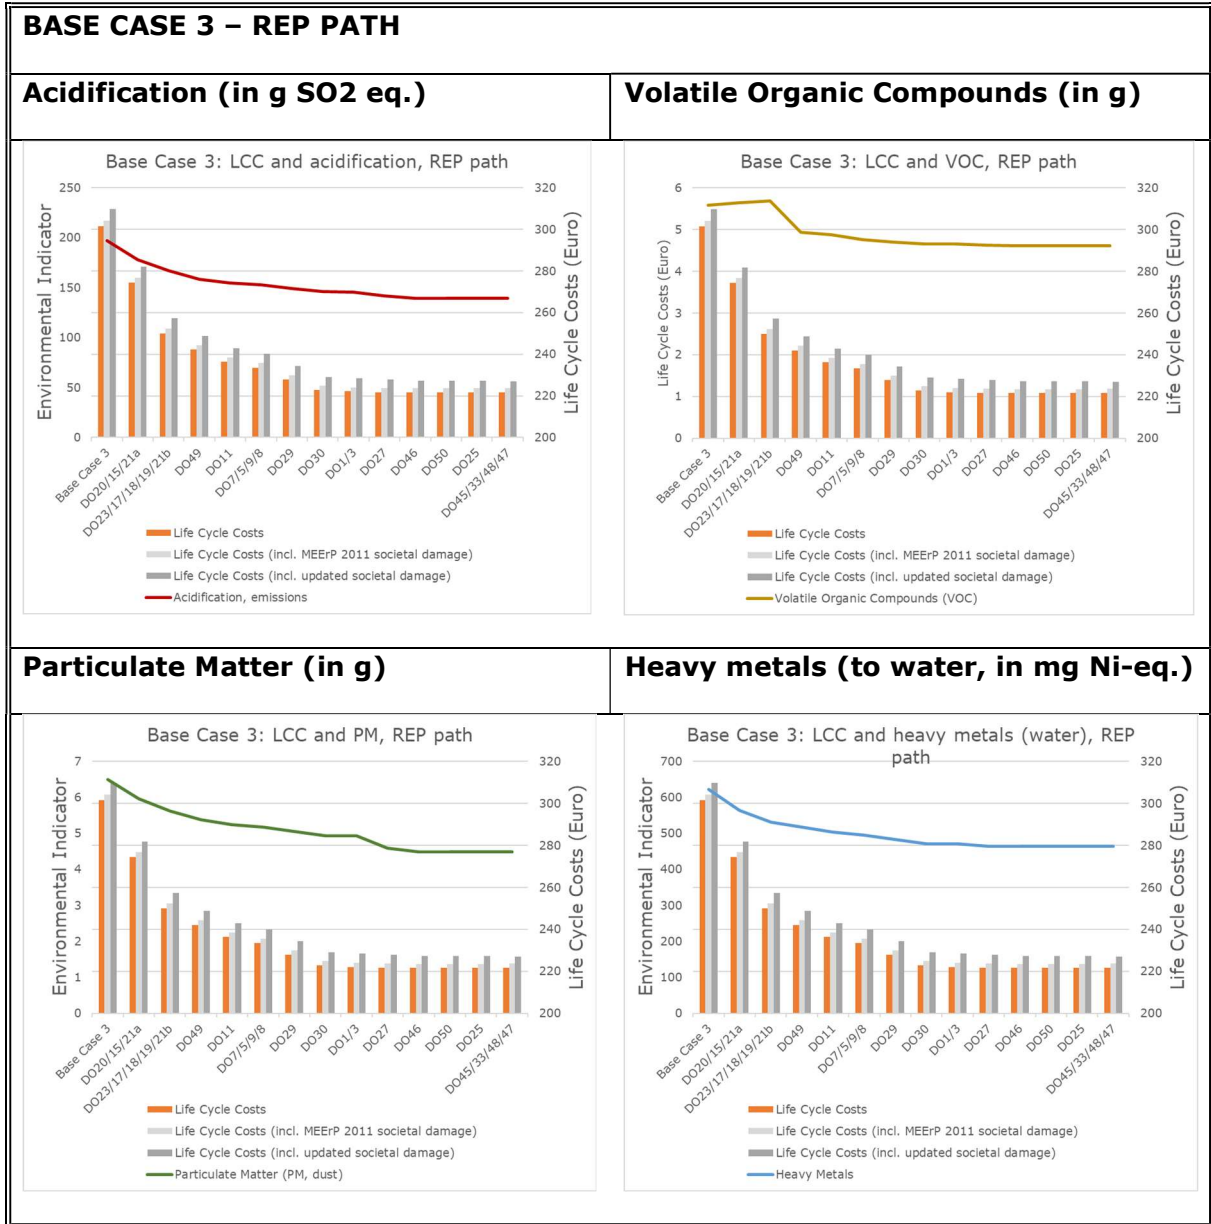 BASE CASE 3 – REP PATH
Acidification (in g SO2 eq.)
Volatile Organic Compounds (in g)
Base Case 3: LCC and acidification, REP path
250
200
150
100
50
0
Environmental Indicator
320
300
280
260
240
220
200
Life Cycle Costs (Euro)
Base Case 3
DO20/15/21a
DO23/17/18/19/21b
DO49
DO11
DO7/5/9/8
DO29
DO30
DO1/3
DO27
DO46
DO50
DO25
DO45/33/48/47
Life Cycle Costs
Life Cycle Costs (incl. MEErP 2011 societal damage)
Life Cycle Costs (incl. updated societal damage)
Acidification, emissions
Base Case 3: LCC and VOC, REP path
6
5
4
3
2
1
0
Life Cycle Costs (Euro)
320
300
280
260
240
220
200
Life Cycle Costs (Euro)
Base Case 3
DO20/15/21a
DO23/17/18/19/21b
DO49
DO11
DO7/5/9/8
DO29
DO30
DO1/3
DO27
DO46
DO50
DO25
DO45/33/48/47
Life Cycle Costs
Life Cycle Costs (incl. MEErP 2011 societal damage)
Life Cycle Costs (incl. updated societal damage)
Volatile Organic Compounds (VOC)
Particulate Matter (in g)
Heavy metals (to water, in mg Ni-eq.)
Base Case 3: LCC and PM, REP path
7
6
5
4
3
2
1
0
Environmental Indicator
320
300
280
260
240
220
200
Life Cycle Costs (Euro)
Base Case 3
DO20/15/21a
DO23/17/18/19/21b
DO49
DO11
DO7/5/9/8
DO29
DO30
DO1/3
DO27
DO46
DO50
DO25
DO45/33/48/47
Life Cycle Costs
Life Cycle Costs (incl. MEErP 2011 societal damage)
Life Cycle Costs (incl. updated societal damage)
Particulate Matter (PM, dust)
Base Case 3: LCC and heavy metals (water), REP
path
700
600
500
400
300
200
100
0
Environmental Indicator
320
300
280
260
240
220
200
Life Cycle Costs (Euro)
Base Case 3
DO20/15/21a
DO23/17/18/19/21b
DO49
DO11
DO7/5/9/8
DO29
DO30
DO1/3
DO27
DO46
DO50
DO25
DO45/33/48/47
Life Cycle Costs
Life Cycle Costs (incl. MEErP 2011 societal damage)
Life Cycle Costs (incl. updated societal damage)
Heavy Metals